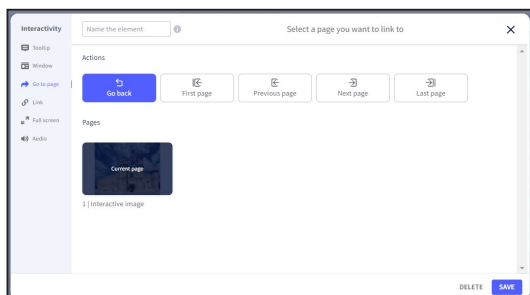 Interactivity
Name the element
Select a page you want to link to
Tooltip
Window
Go to page
Link
Full screen
Audio
Actions
Go back
First page
Previous page
Next page
Last page
Pages
Current page
1 | Interactive image
DELETE
SAVE